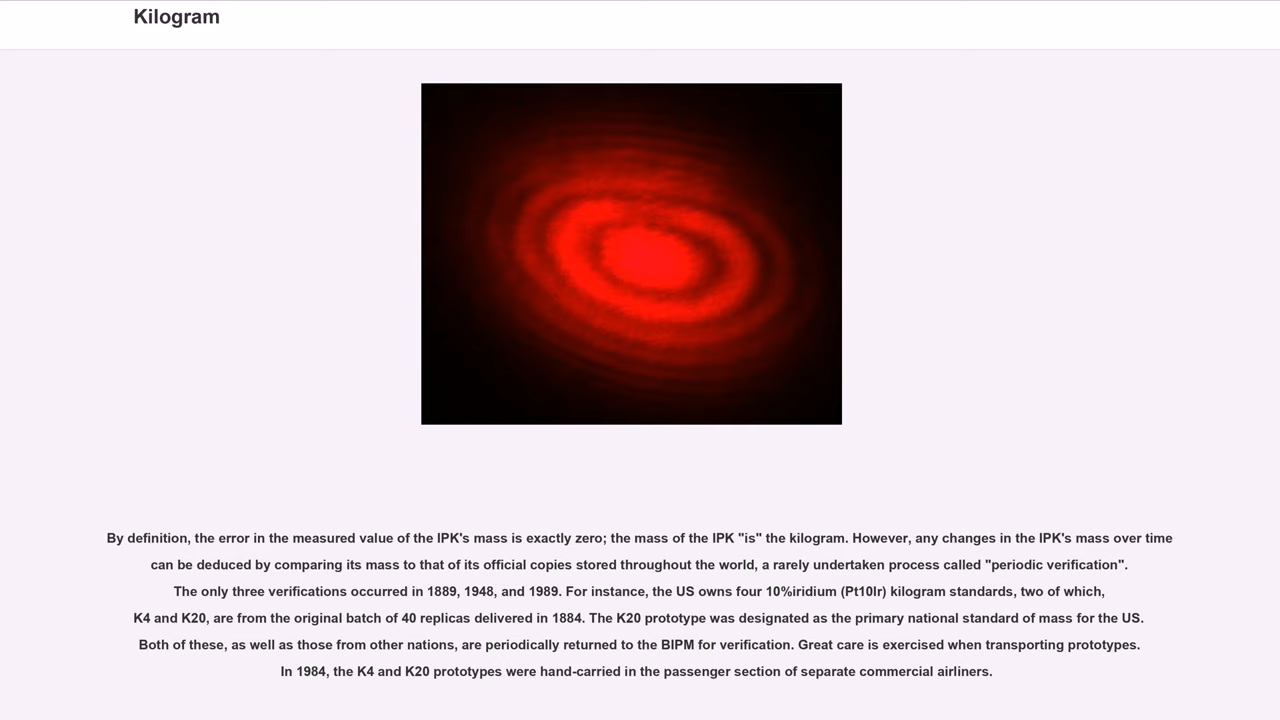 Kilogram
By definition, the error in the measured value of the IPK's mass is exactly zero; the mass of the IPK "is" the kilogram. However, any changes in the IPK's mass over time
can be deduced by comparing its mass to that of its official copies stored throughout the world, a rarely undertaken process called "periodic verification".
The only three verifications occurred in 1889, 1948, and 1989. For instance, the US owns four 10%iridium (Pt10Ir) kilogram standards, two of which,
K4 and K20, are from the original batch of 40 replicas delivered in 1884. The K20 prototype was designated as the primary national standard of mass for the US.
Both of these, as well as those from other nations, are periodically returned to the BIPM for verification. Great care is exercised when transporting prototypes.
In 1984, the K4 and K20 prototypes were hand-carried in the passenger section of separate commercial airliners.